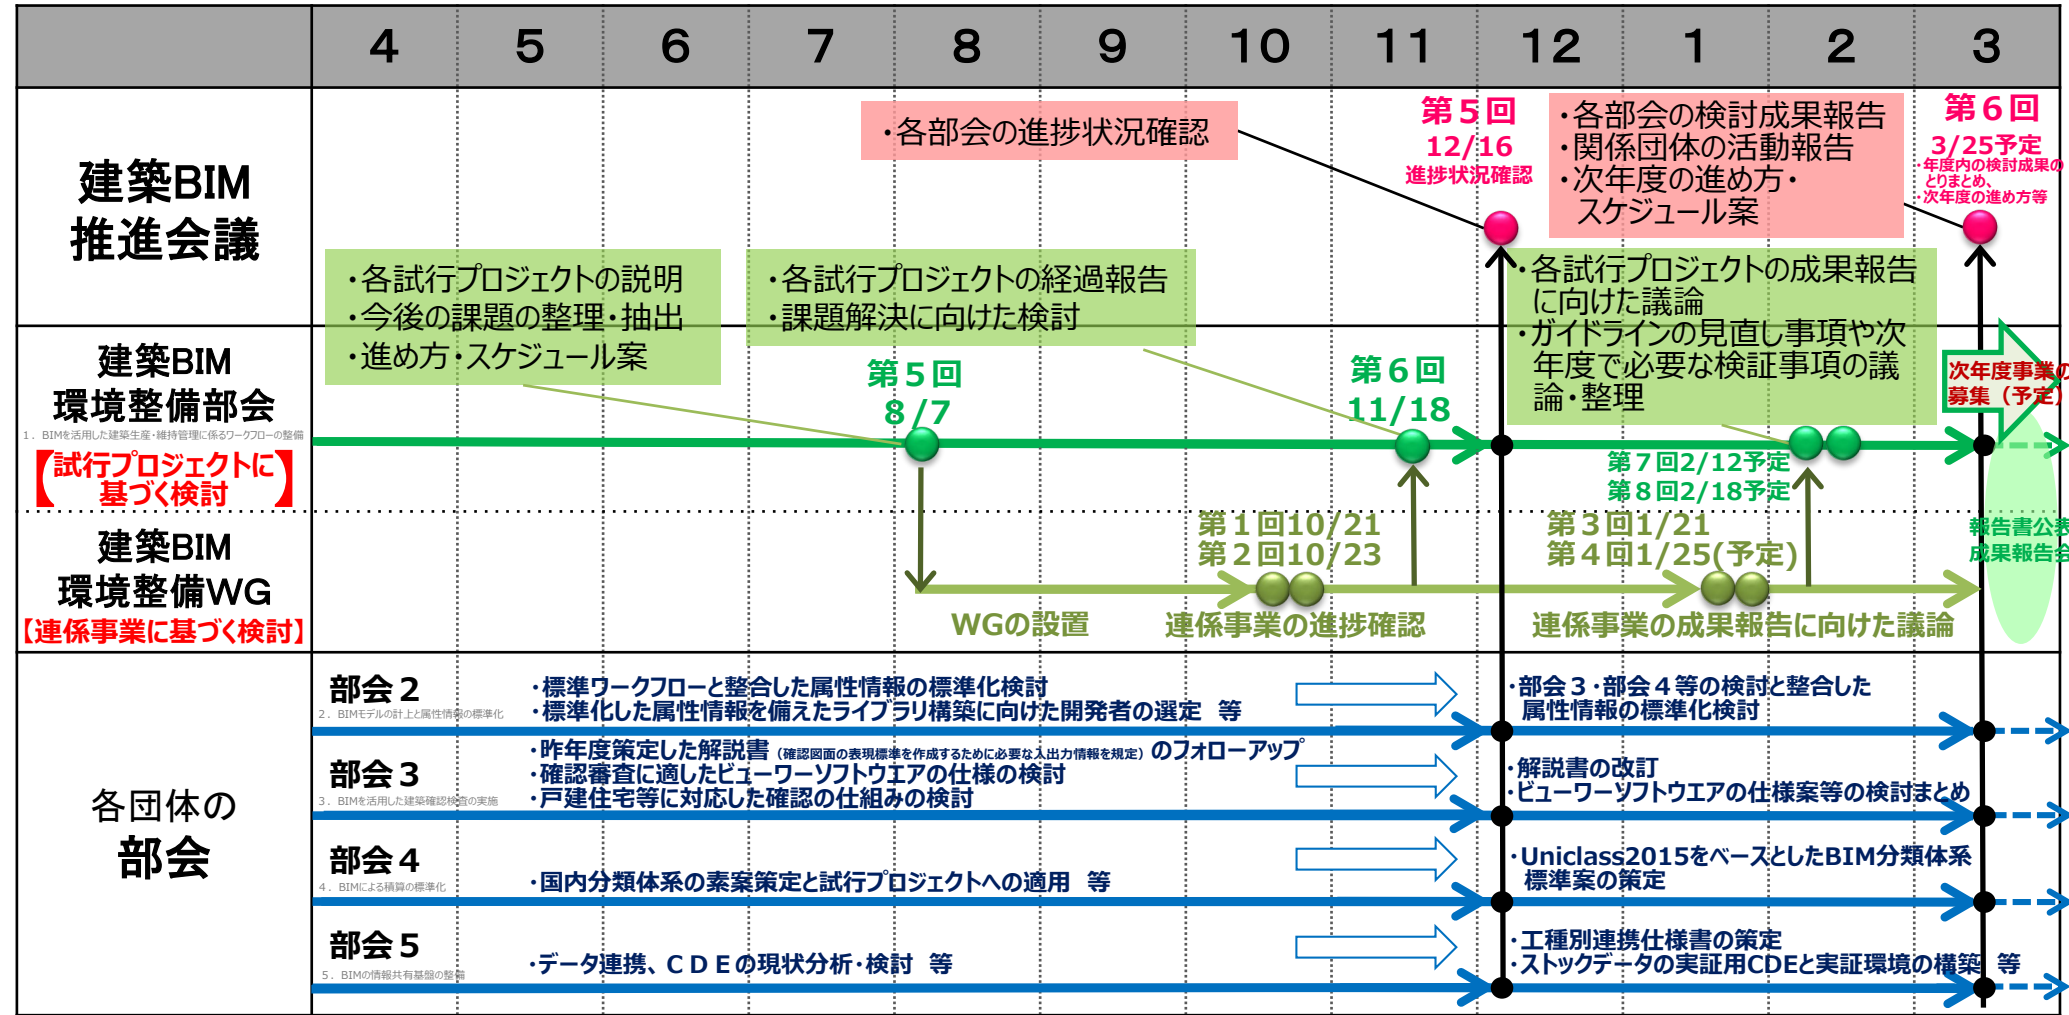 4 5 6 7 8 9 10 11 12 1 2 3
建築BIM
推進会議
・各部会の進捗状況確認
第5回
12/16
進捗状況確認
・各部会の検討成果報告
・関係団体の活動報告
・次年度の進め方・
スケジュール案
第6回
3/25予定
・年度内の検討成果の
とりまとめ、
・次年度の進め方等
建築BIM
環境整備部会
1．BIMを活用した建築生産・維持管理に係るワークフローの整備
【試行プロジェクトに
基づく検討】
・各試行プロジェクトの説明
・今後の課題の整理・抽出
・進め方・スケジュール案
第5回
8/7
・各試行プロジェクトの経過報告
・課題解決に向けた検討
第6回
11/18
・各試行プロジェクトの成果報告
に向けた議論
・ガイドラインの見直し事項や次
年度で必要な検証事項の議
論・整理
第7回2/12予定
第8回2/18予定
次年度事業の
募集（予定）
建築BIM
環境整備WG
【連係事業に基づく検討】
WGの設置
第1回10/21
第2回10/23
連係事業の進捗確認
第3回1/21
第4回1/25(予定)
連係事業の成果報告に向けた議論
報告書公表
成果報告会
各団体の
部会
部会2
2．BIMモデルの計上と属性情報の標準化
・標準ワークフローと整合した属性情報の標準化検討
・標準化した属性情報を備えたライブラリ構築に向けた開発者の選定 等
・部会3・部会4等の検討と整合した
属性情報の標準化検討
部会3
3．BIMを活用した建築確認検査の実施
・昨年度策定した解説書（確認図面の表現標準を作成するために必要な入出力情報を規定）のフォローアップ
・確認審査に適したビューワーソフトウエアの仕様の検討
・戸建住宅等に対応した確認の仕組みの検討
・解説書の改訂
・ビューワーソフトウエアの仕様案等の検討まとめ
部会4
4．BIMによる積算の標準化
・国内分類体系の素案策定と試行プロジェクトへの適用 等
・Uniclass2015をベースとしたBIM分類体系
標準案の策定
部会5
5．BIMの情報共有基盤の整備
・データ連携、CDEの現状分析・検討 等
・工種別連携仕様書の策定
・ストックデータの実証用CDEと実証環境の構築 等